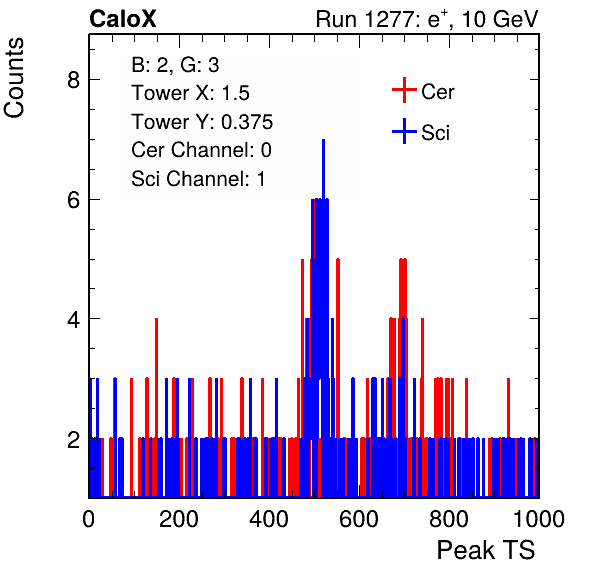 CaloX Run 1277: e+, 10 GeV
Counts
B: 2, G: 3
Tower X: 1.5
Tower Y: 0.375
Cer Channel: 0
Sci Channel: 1
Cer
Sci
8
6
4
2
0 200 400 600 800 1000
Peak TS